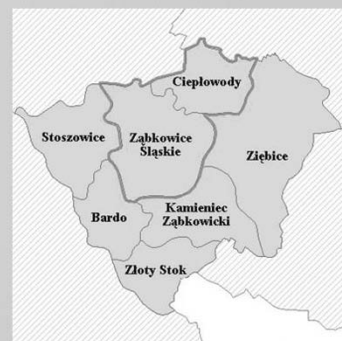 Ciepłowody
Stoszowice
Ząbkowice
Śląskie
Ziębice
Bardo
Kamieniec
Ząbkowicki
Złoty Stok